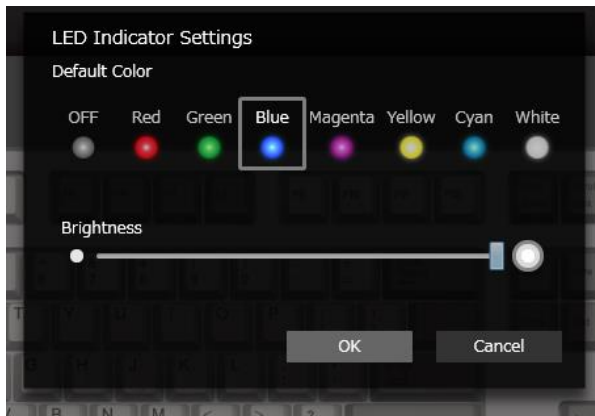 LED Indicator Settings
Default Color
OFF Red Green Blue Magenta Yellow Cyan White
Brightness
OK Cancel